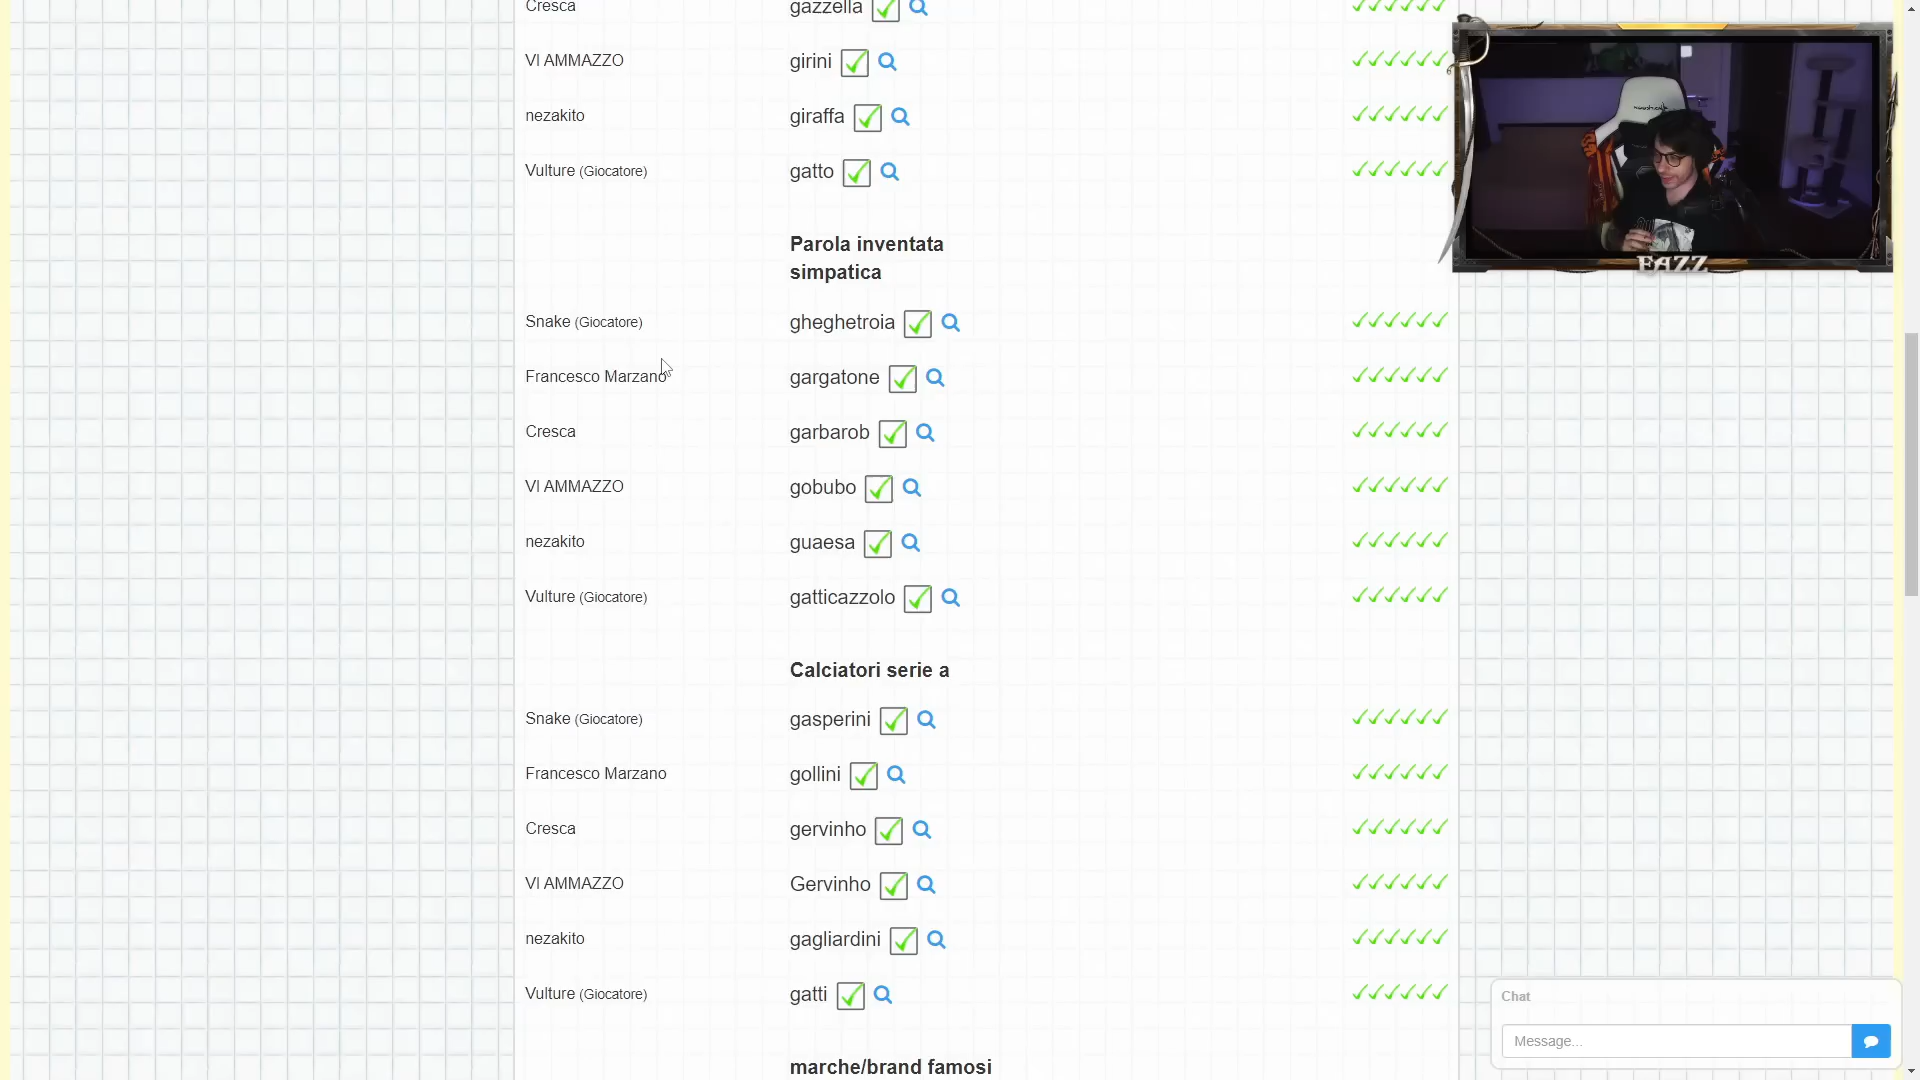 Cresca gazzella
VI AMMAZZO girini
nezakito giraffa
Vulture (Giocatore) gatto
Parola inventata
simpatica
Snake (Giocatore) gheghetroia
Francesco Marzano gargatone
Cresca garbarob
VI AMMAZZO gobubo
nezakito guaesa
Vulture (Giocatore) gatticazzolo
Calciatori serie a
Snake (Giocatore) gasperini
Francesco Marzano gollini
Cresca gervinho
VI AMMAZZO Gervinho
nezakito gagliardini
Vulture (Giocatore) gatti
marche/brand famosi
FAZZ
Chat
Message...